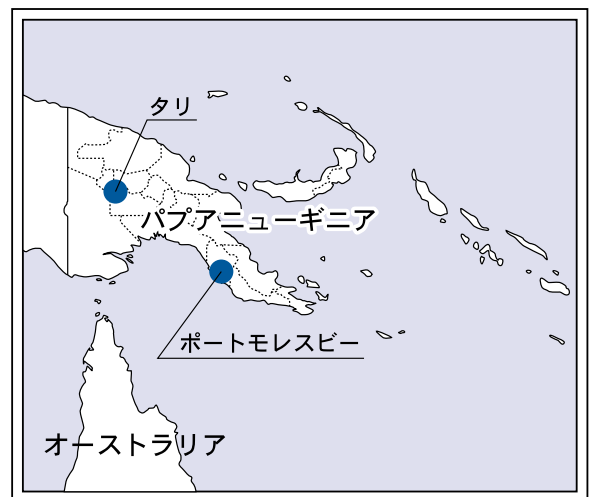 タリ
パプアニューギニア
ポートモレスビー
オーストラリア